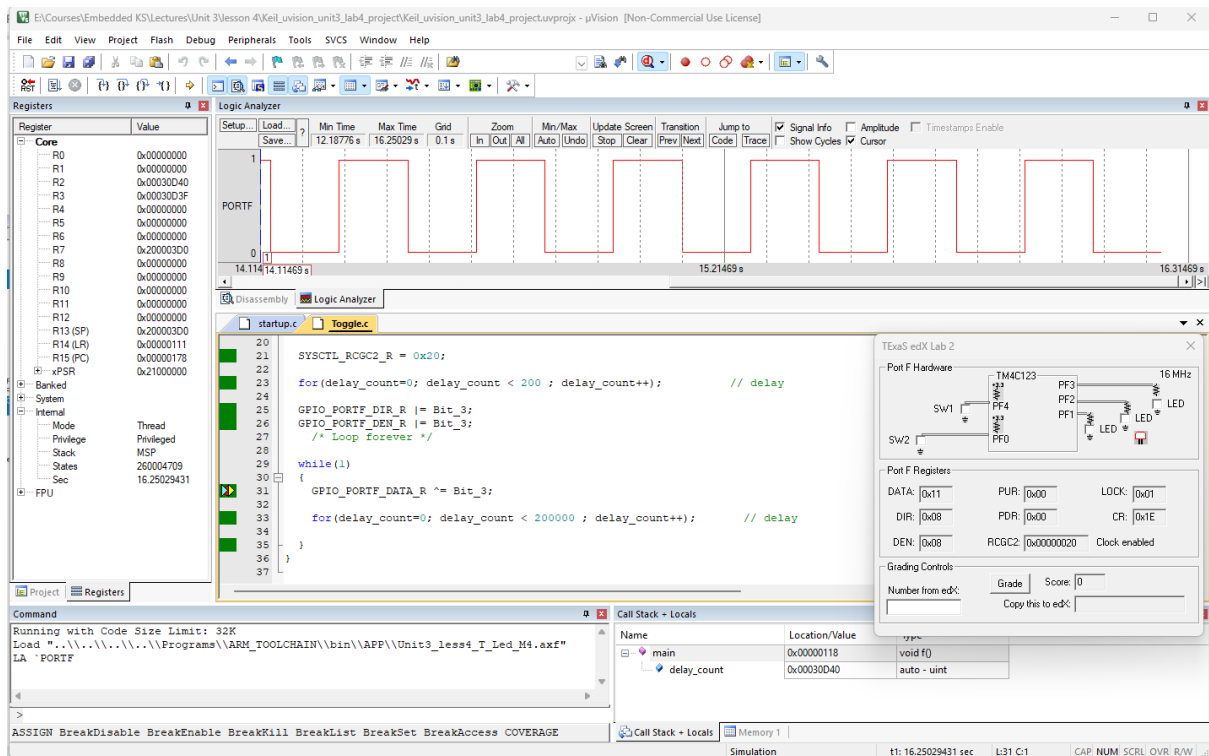 E:\Courses\Embedded KS\Lectures\Unit 3\lesson 4\Keil_uvision_unit3_lab4_project\Keil_uvision_unit3_lab4_project.uvprojx - µVision [Non-Commercial Use License]
File Edit View Project Flash Debug Peripherals Tools SVCS Window Help
Registers
Register Value
Core
R0 0x00000000
R1 0x00000000
R2 0x00030D40
R3 0x00030D3F
R4 0x00000000
R5 0x00000000
R6 0x00000000
R7 0x200003D0
R8 0x00000000
R9 0x00000000
R10 0x00000000
R11 0x00000000
R12 0x00000000
R13 (SP) 0x200003D0
R14 (LR) 0x00000111
R15 (PC) 0x00000178
xPSR 0x21000000
Banked
System
Internal
Mode Thread
Privilege Privileged
Stack MSP
States 260004709
Sec 16.25029431
FPU
Project Registers
Logic Analyzer
Setup... Load... ? Min Time Max Time Grid Zoom Min/Max Update Screen Transition Jump to Signal Info Amplitude Timestamps Enable
Save... 12.18776 s 16.25029 s 0.1 s In Out All Auto Undo Stop Clear Prev Next Code Trace Show Cycles Cursor
1
PORTF
0
1
14.114 14.11469 s 15.21469 s 16.31469 s
Disassembly Logic Analyzer
startup.c Toggle.c
20
21 SYSCTL_RCGC2_R = 0x20;
22
23 for(delay_count=0; delay_count < 200 ; delay_count++); // delay
24
25 GPIO_PORTF_DIR_R |= Bit_3;
26 GPIO_PORTF_DEN_R |= Bit_3;
27 /* Loop forever */
28
29 while(1)
30 {
31 GPIO_PORTF_DATA_R ^= Bit_3;
32
33 for(delay_count=0; delay_count < 200000 ; delay_count++); // delay
34
35 }
36 }
37
TExaS edX Lab 2
Port F Hardware
TM4C123 16 MHz
+3.3 PF3
PF2
SW1 PF4 PF1 LED
LED
+3.3 LED
SW2 PF0
Port F Registers
DATA: 0x11 PUR: 0x00 LOCK: 0x01
DIR: 0x08 PDR: 0x00 CR: 0x1E
DEN: 0x08 RCGC2: 0x00000020 Clock enabled
Grading Controls
Number from edX: Grade Score: 0
Copy this to edX:
Command
Running with Code Size Limit: 32K
Load "..\\..\\..\\..\\Programs\\ARM_TOOLCHAIN\\bin\\APP\\Unit3_less4_T_Led_M4.axf"
LA `PORTF
>
ASSIGN BreakDisable BreakEnable BreakKill BreakList BreakSet BreakAccess COVERAGE
Call Stack + Locals
Name Location/Value Type
main 0x00000118 void f()
delay_count 0x00030D40 auto - uint
Call Stack + Locals Memory 1
Simulation t1: 16.25029431 sec L:31 C:1 CAP NUM SCRL OVR R/W